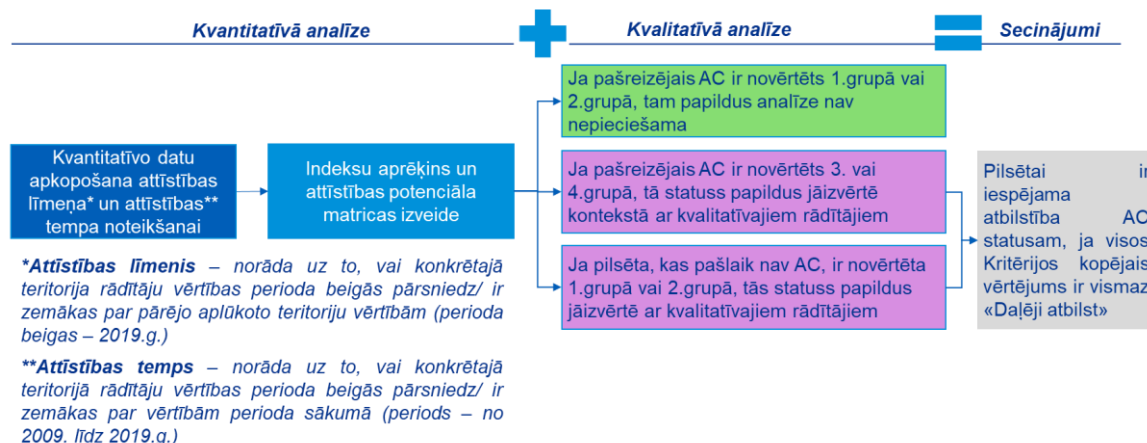 Kvantitatīvā analīze
Kvalitatīvā analīze
Secinājumi
Kvantitatīvo datu
apkopošana attīstības
līmeņa* un attīstības**
tempa noteikšanai
Indeksu aprēķins un
attīstības potenciāla
matricas izveide
Ja pašreizējais AC ir novērtēts 1.grupā vai
2.grupā, tam papildus analīze nav
nepieciešama
Ja pašreizējais AC ir novērtēts 3. vai
4.grupā, tā statuss papildus jāizvērtē
kontekstā ar kvalitatīvajiem rādītājiem
Ja pilsēta, kas pašlaik nav AC, ir novērtēta
1.grupā vai 2.grupā, tās statuss papildus
jāizvērtē ar kvalitatīvajiem rādītājiem
Pilsētai ir
iespējama
atbilstība AC
statusam, ja visos
Kritērijos kopējais
vērtējums ir vismaz
«Daļēji atbilst»
*Attīstības līmenis – norāda uz to, vai konkrētajā
teritorija rādītāju vērtības perioda beigās pārsniedz/ ir
zemākas par pārējo aplūkoto teritoriju vērtībām (perioda
beigas – 2019.g.)
**Attīstības temps – norāda uz to, vai konkrētajā
teritorijā rādītāju vērtības perioda beigās pārsniedz/ ir
zemākas par vērtībām perioda sākumā (periods – no
2009. līdz 2019.g.)